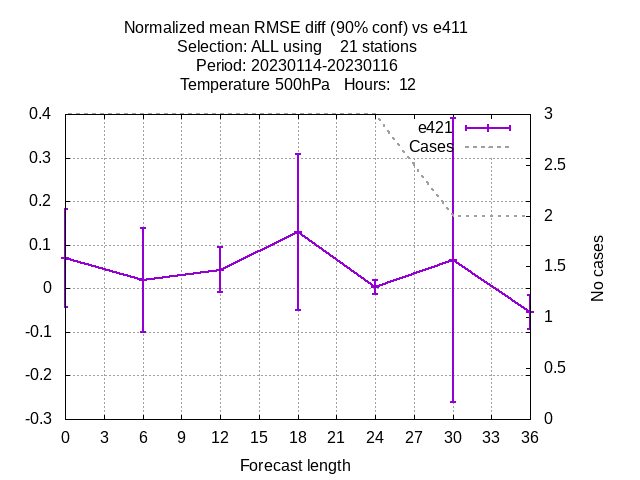 Normalized mean RMSE diff (90% conf) vs e411
Selection: ALL using    21 stations
Period: 20230114-20230116
Temperature 500hPa   Hours:  12
0.4
0.3
0.2
0.1
0
-0.1
-0.2
-0.3
e421
Cases
3
2.5
2
1.5
1
0.5
0
No cases
0 3 6 9 12 15 18 21 24 27 30 33 36
Forecast length